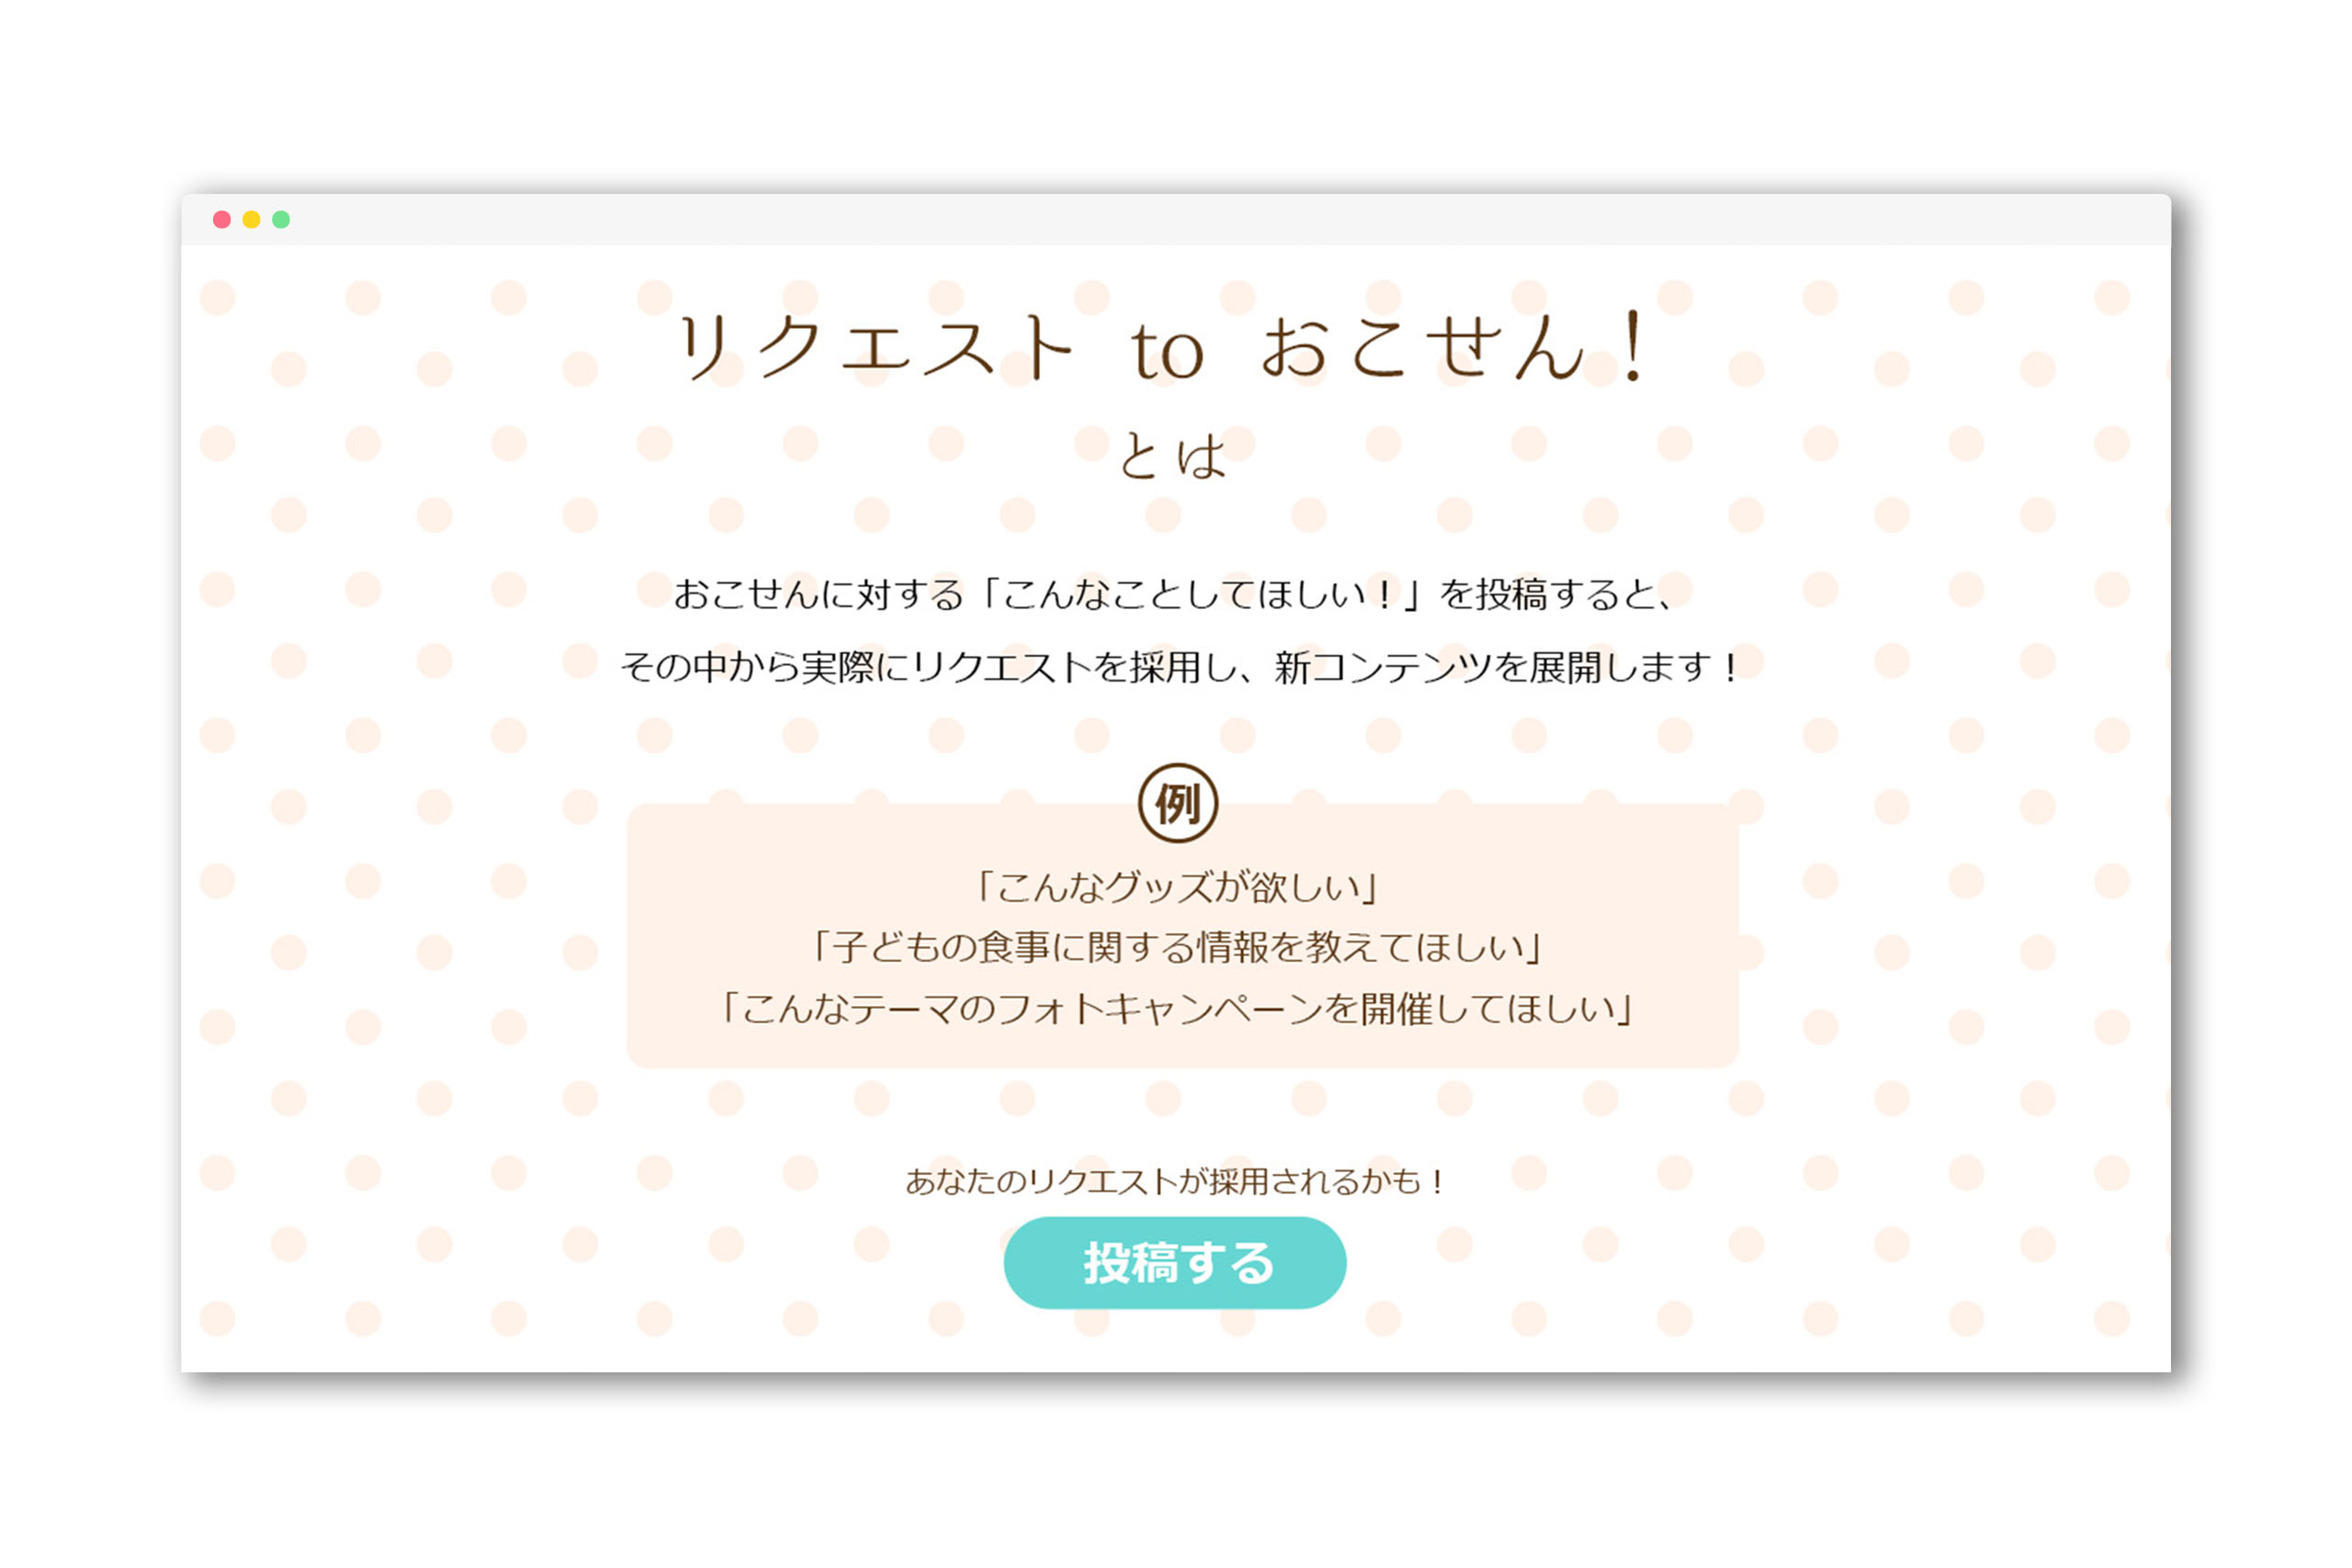 リクエスト to おこせん！
とは
おこせんに対する「こんなことしてほしい！」を投稿すると、
その中から実際にリクエストを採用し、新コンテンツを展開します！
例
「こんなグッズが欲しい」
「子どもの食事に関する情報を教えてほしい」
「こんなテーマのフォトキャンペーンを開催してほしい」
あなたのリクエストが採用されるかも！
投稿する